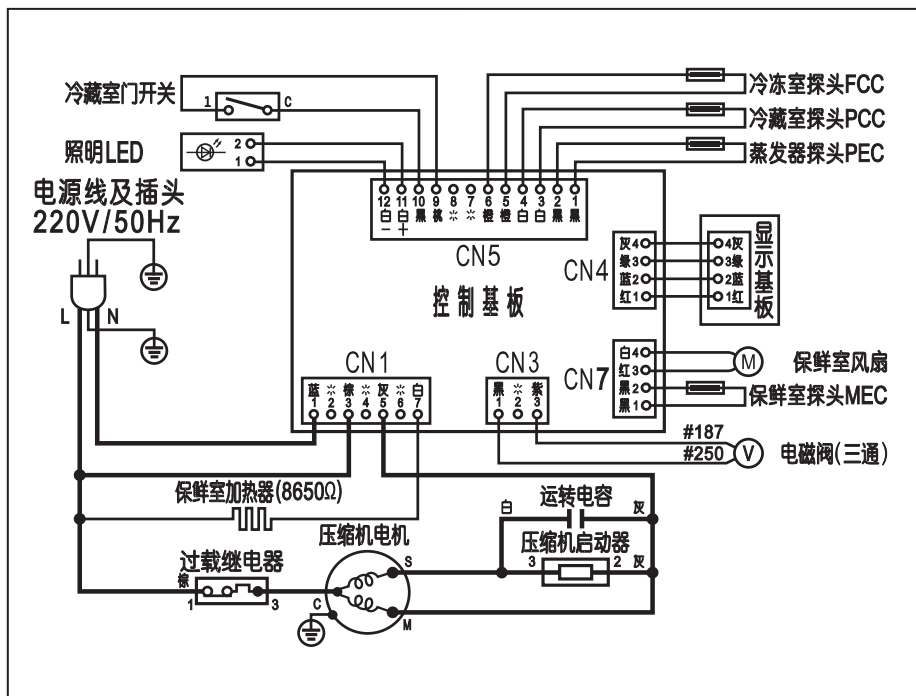 冷藏室门开关
1 C
照明LED
2
1
电源线及插头
220V/50Hz
L N
冷冻室探头FCC
冷藏室探头PCC
蒸发器探头PEC
12 11 10 9 8 7 6 5 4 3 2 1
白 白 黑 橙 橙 白 白 黑 黑
− +
CN5
控制基板
CN4
灰4
绿3
蓝2
红1
4灰
3绿
2蓝
1红
显示基板
CN1
蓝 棕 灰 白
1 2 3 4 5 6 7
CN3
黑 紫
1 2 3
CN7
白4
红3
黑2
黑1
M
保鲜室风扇
保鲜室探头MEC
#187
#250
V
电磁阀(三通)
保鲜室加热器(8650Ω)
运转电容
白 灰
压缩机启动器
3 2 灰
压缩机电机
S
C
M
过载继电器
棕
1 3